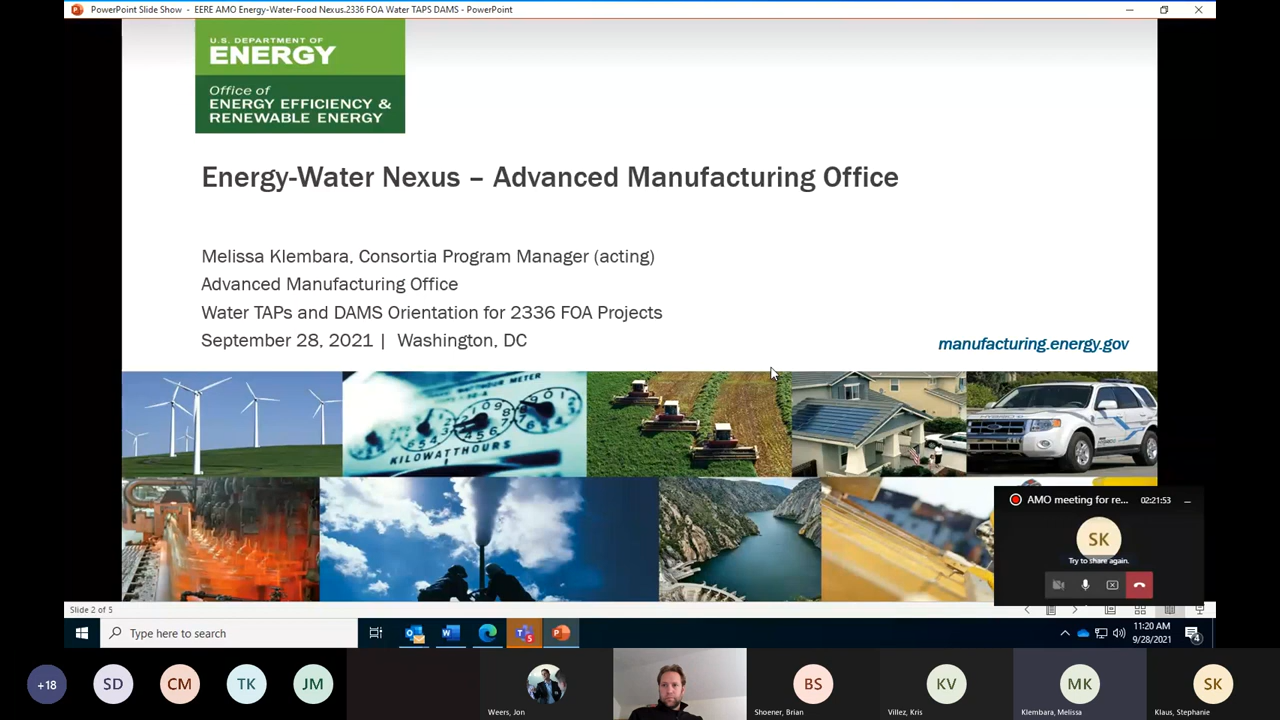 PowerPoint Slide Show - EERE AMO Energy-Water-Food Nexus.2336 FOA Water TAPS DAMS - PowerPoint
U.S. DEPARTMENT OF
ENERGY
Office of
ENERGY EFFICIENCY &
RENEWABLE ENERGY
Energy-Water Nexus – Advanced Manufacturing Office
Melissa Klembara, Consortia Program Manager (acting)
Advanced Manufacturing Office
Water TAPs and DAMS Orientation for 2336 FOA Projects
September 28, 2021 | Washington, DC
manufacturing.energy.gov
KILOWATTHOURS
AMO meeting for re...
02:21:53
SK
Try to share again.
Slide 2 of 5
Type here to search
11:20 AM
9/28/2021
4
+18
SD
CM
TK
JM
Weers, Jon
BS
Shoener, Brian
KV
Villez, Kris
MK
Klembara, Melissa
SK
Klaus, Stephanie